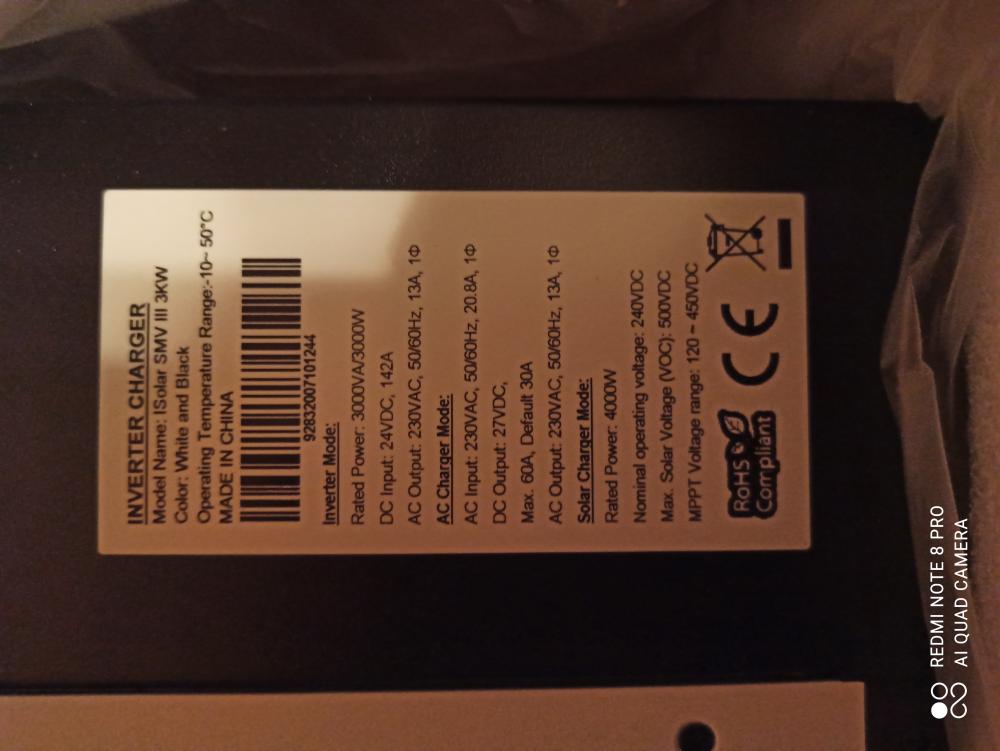 INVERTER CHARGER
Model Name: ISolar SMV III 3KW
Color: White and Black
Operating Temperature Range:-10~ 50°C
MADE IN CHINA
92832007101244
Inverter Mode:
Rated Power: 3000VA/3000W
DC Input: 24VDC, 142A
AC Output: 230VAC, 50/60Hz, 13A, 1Φ
AC Charger Mode:
AC Input: 230VAC, 50/60Hz, 20.8A, 1Φ
DC Output: 27VDC,
Max. 60A, Default 30A
AC Output: 230VAC, 50/60Hz, 13A, 1Φ
Solar Charger Mode:
Rated Power: 4000W
Nominal operating voltage: 240VDC
Max. Solar Voltage (VOC): 500VDC
MPPT Voltage range: 120 ~ 450VDC
RoHS
Compliant
CE
REDMI NOTE 8 PRO
AI QUAD CAMERA